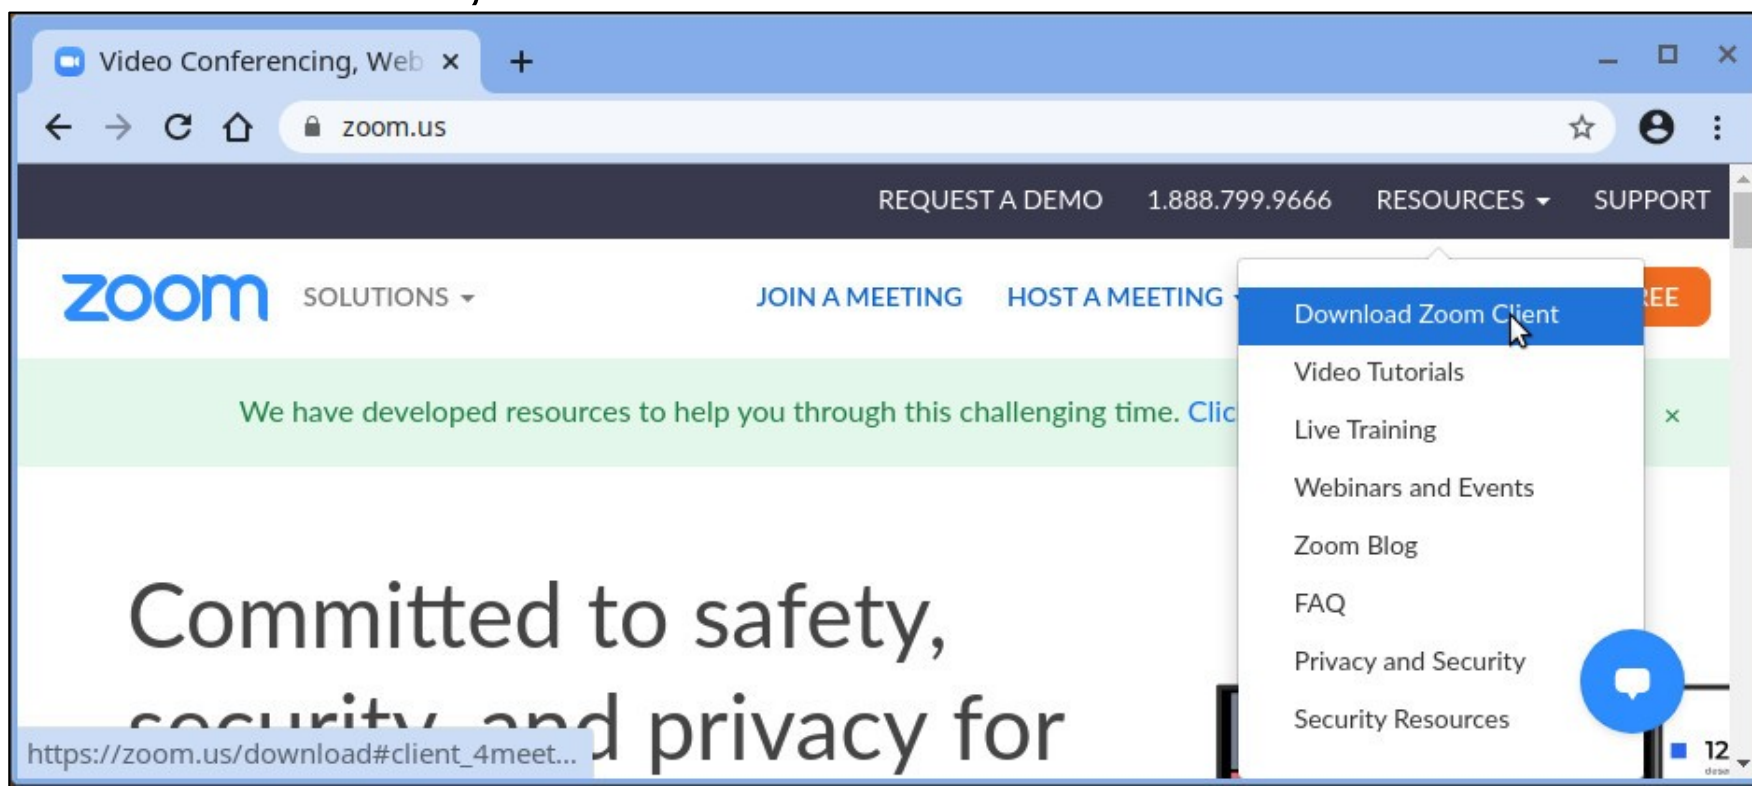 Video Conferencing, Web
zoom.us
REQUEST A DEMO 1.888.799.9666 RESOURCES SUPPORT
zoom SOLUTIONS JOIN A MEETING HOST A MEETING
Download Zoom Client
Video Tutorials
Live Training
Webinars and Events
Zoom Blog
FAQ
Privacy and Security
Security Resources
We have developed resources to help you through this challenging time.
Committed to safety,
security, and privacy for
https://zoom.us/download#client_4meet...
12